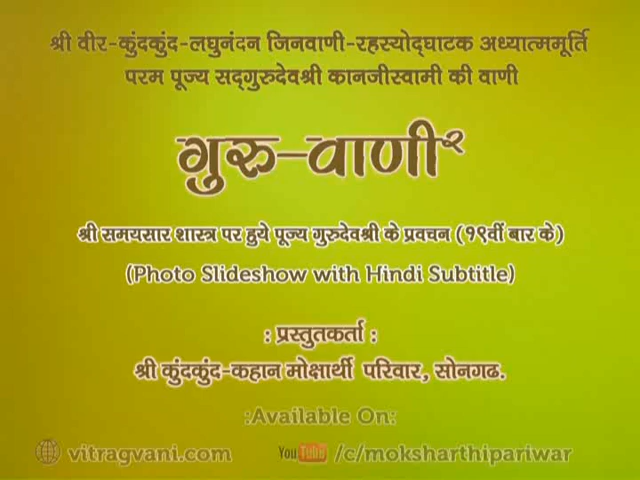 श्री वीर-कुंदकुंद-लघुनंदन जिनवाणी-रहस्योद्घाटक अध्यात्ममूर्ति
परम पूज्य सद्गुरुदेवश्री कानजीस्वामी की वाणी
गुरु-वाणी२
श्री समयसार शास्त्र पर हुये पूज्य गुरुदेवश्री के प्रवचन (१९वीं बार के)
(Photo Slideshow with Hindi Subtitle)
: प्रस्तुतकर्ता :
श्री कुंदकुंद-कहान मोक्षार्थी परिवार, सोनगढ.
:Available On:
vitragvani.com YouTube /c/moksharthipariwar